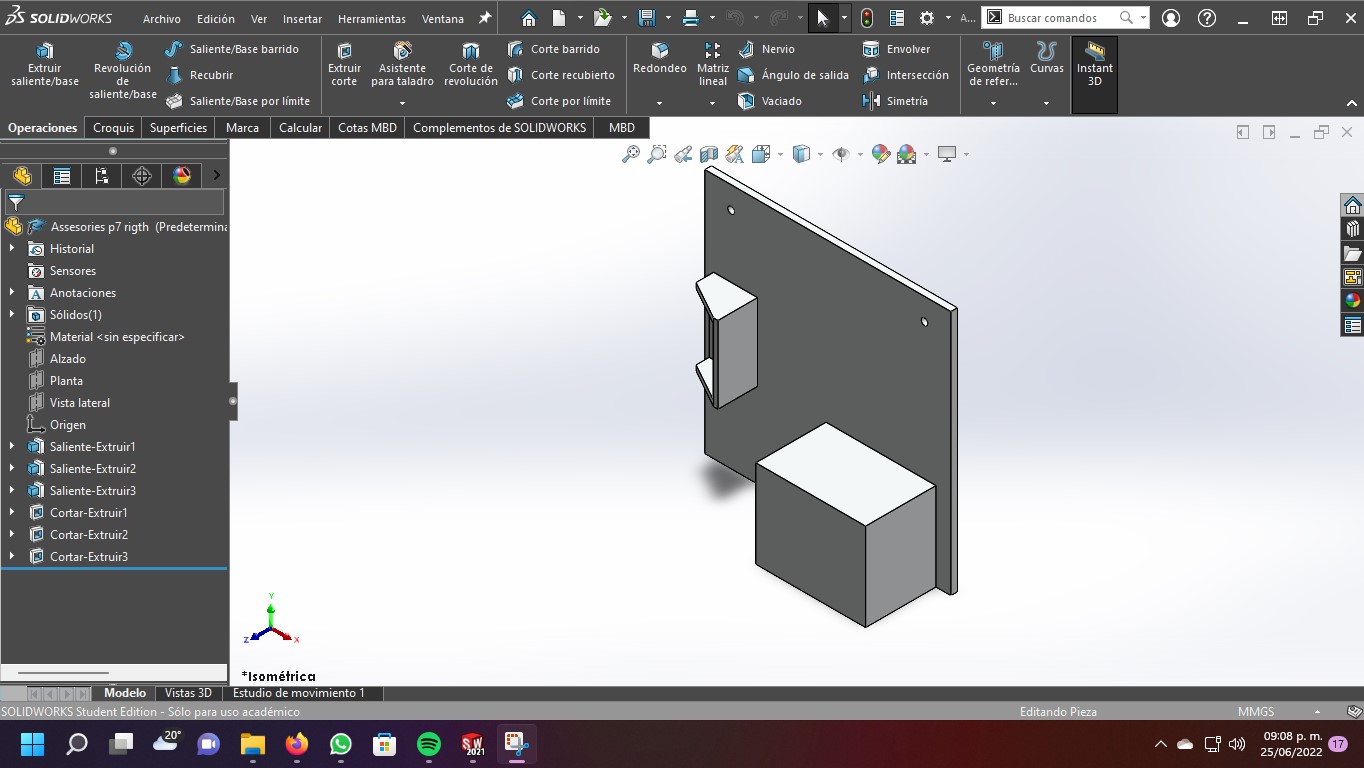 SOLIDWORKS Archivo Edición Ver Insertar Herramientas Ventana A... Buscar comandos
Extruir saliente/base
Revolución de saliente/base
Saliente/Base barrido
Recubrir
Saliente/Base por límite
Extruir corte
Asistente para taladro
Corte de revolución
Corte barrido
Corte recubierto
Corte por límite
Redondeo
Matriz lineal
Nervio
Ángulo de salida
Vaciado
Envolver
Intersección
Simetría
Geometría de refer...
Curvas
Instant 3D
Operaciones Croquis Superficies Marca Calcular Cotas MBD Complementos de SOLIDWORKS MBD
Assesories p7 rigth (Predetermina
Historial
Sensores
A Anotaciones
Sólidos(1)
Material <sin especificar>
Alzado
Planta
Vista lateral
Origen
Saliente-Extruir1
Saliente-Extruir2
Saliente-Extruir3
Cortar-Extruir1
Cortar-Extruir2
Cortar-Extruir3
Y
Z X
*Isométrica
Modelo Vistas 3D Estudio de movimiento 1
SOLIDWORKS Student Edition - Sólo para uso académico Editando Pieza MMGS
20°
SW 2021
09:08 p. m.
25/06/2022
17